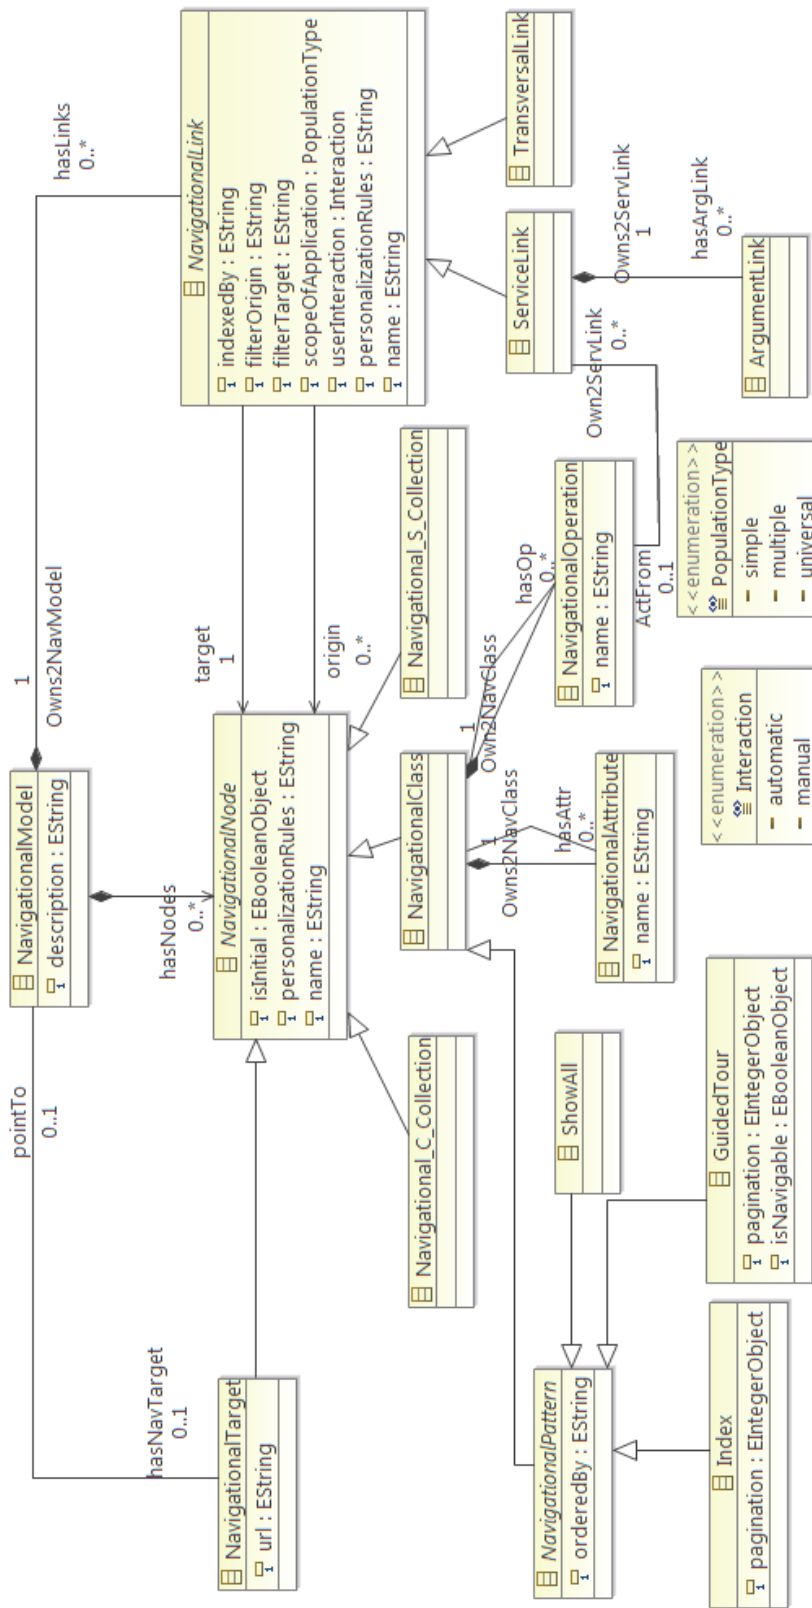 pointTo
0..1
NavigationalModel
description : EString
1
Owns2NavModel
hasLinks
0..*
hasNavTarget
0..1
hasNodes
0..*
target
1
origin
0..*
NavigationalTarget
url : EString
NavigationalNode
isInitial : EBooleanObject
personalizationRules : EString
name : EString
NavigationalLink
indexedBy : EString
filterOrigin : EString
filterTarget : EString
scopeOfApplication : PopulationType
userInteraction : Interaction
personalizationRules : EString
name : EString
Navigational_C_Collection
NavigationalClass
Navigational_S_Collection
ServiceLink
TransversalLink
1
Own2NavClass
hasOp
0..*
1
Owns2NavClass
hasAttr
0..*
Own2ServLink
0..*
Owns2ServLink
1
hasArgLink
0..*
NavigationalPattern
orderedBy : EString
ShowAll
NavigationalAttribute
name : EString
NavigationalOperation
name : EString
ActFrom
0..1
ArgumentLink
Index
pagination : EIntegerObject
GuidedTour
pagination : EIntegerObject
isNavigable : EBooleanObject
<<enumeration>>
Interaction
automatic
manual
<<enumeration>>
PopulationType
simple
multiple
universal